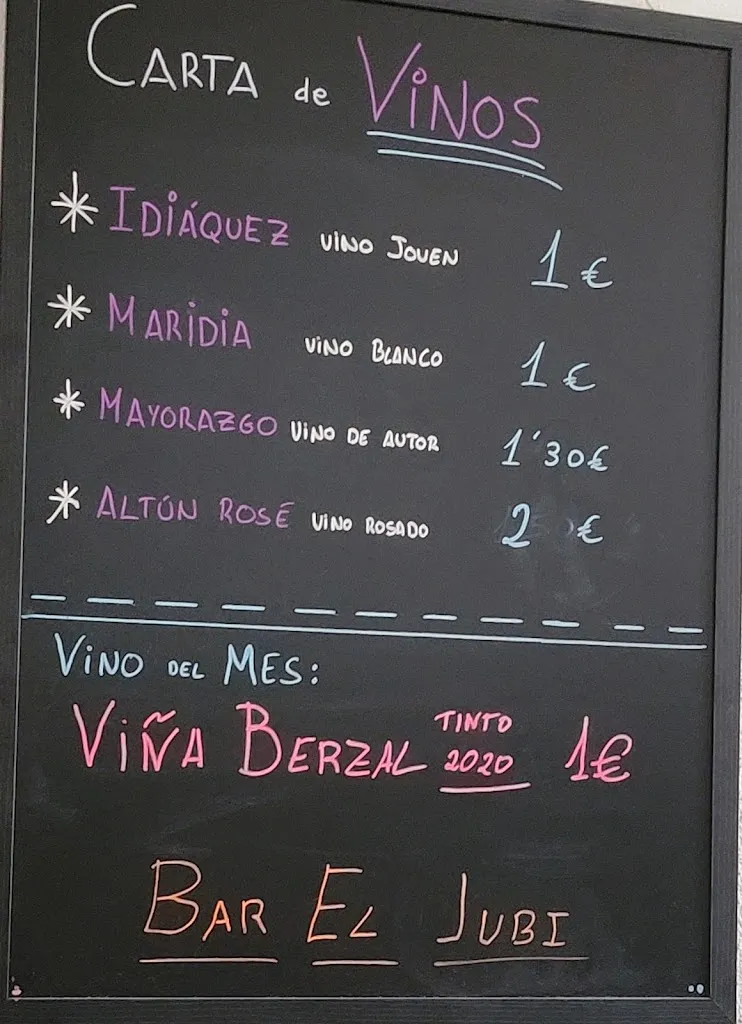 CARTA de VINOS
* IDIÁQUEZ VINO JOVEN 1€
* MARIDIA VINO BLANCO 1€
* MAYORAZGO VINO DE AUTOR 1'30€
* ALTÚN ROSÉ VINO ROSADO 2€
VINO DEL MES:
VIÑA BERZAL TINTO 2020 1€
BAR EL JUBI